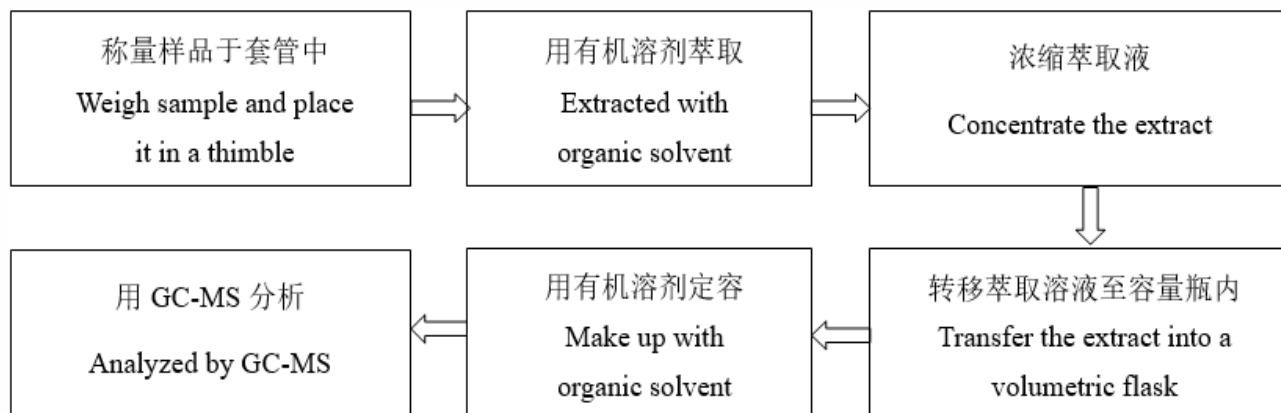 称量样品于套管中
Weigh sample and place
it in a thimble
用有机溶剂萃取
Extracted with
organic solvent
浓缩萃取液
Concentrate the extract
转移萃取溶液至容量瓶内
Transfer the extract into a
volumetric flask
用有机溶剂定容
Make up with
organic solvent
用 GC-MS 分析
Analyzed by GC-MS